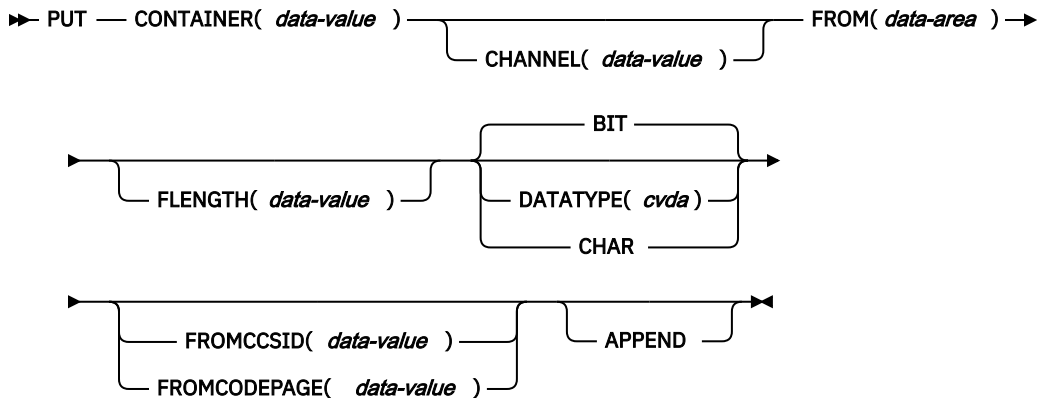 PUT CONTAINER( data-value ) FROM( data-area )
CHANNEL( data-value )
BIT
FLENGTH( data-value ) DATATYPE( cvda )
CHAR
FROMCCSID( data-value ) APPEND
FROMCODEPAGE( data-value )